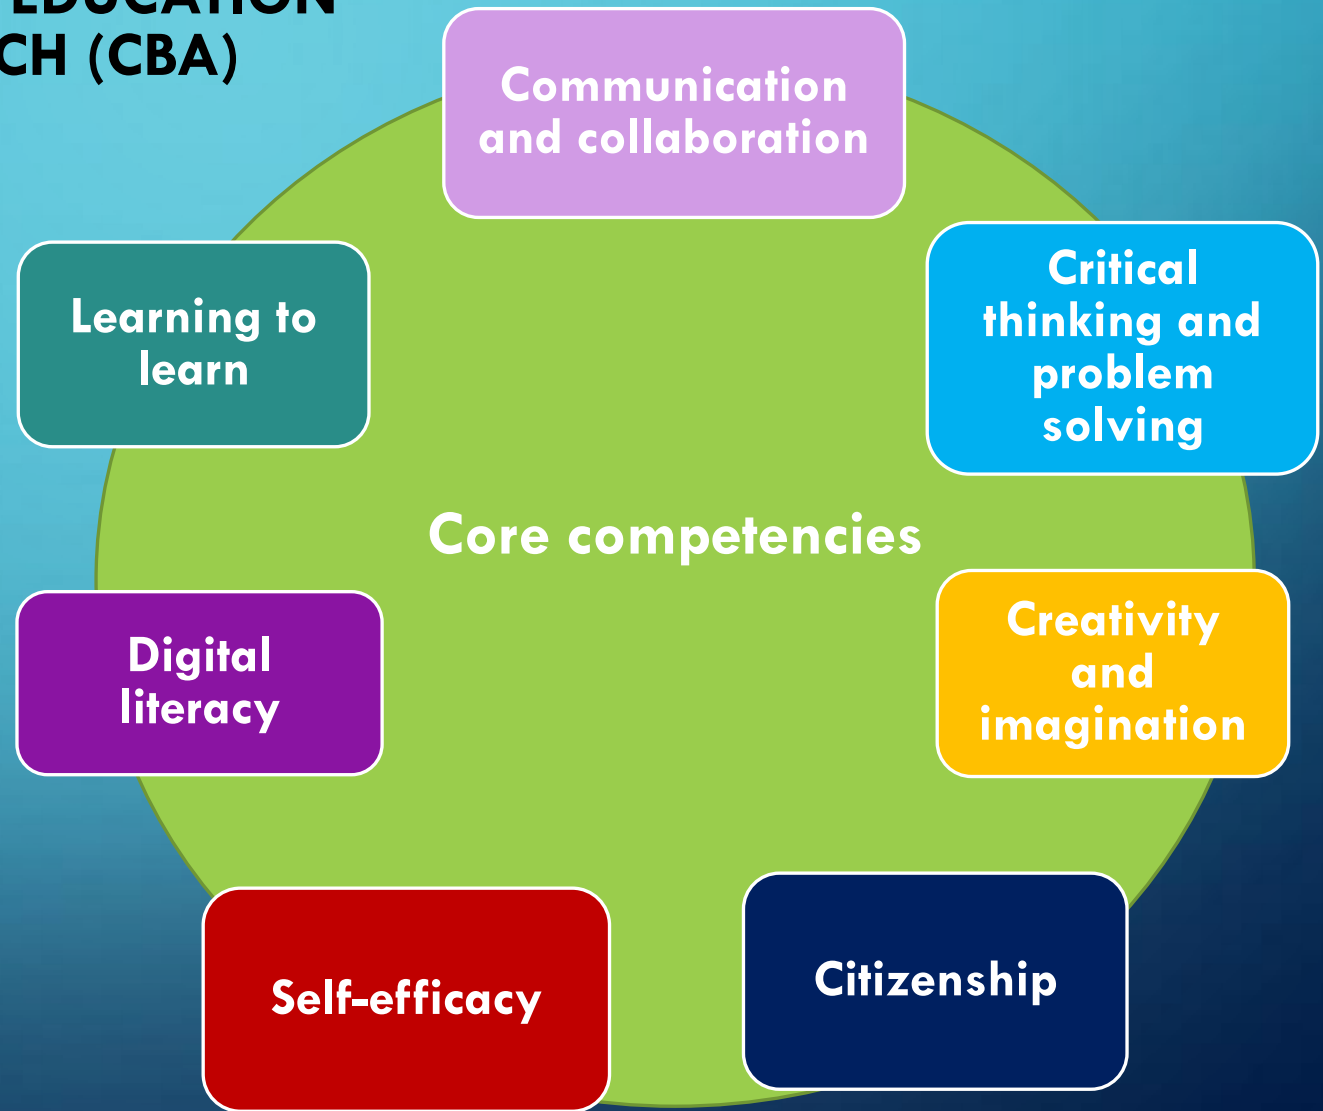 EDUCATION
CH (CBA)
Communication
and collaboration
Critical
thinking and
problem
solving
Learning to
learn
Core competencies
Creativity
and
imagination
Digital
literacy
Citizenship
Self-efficacy